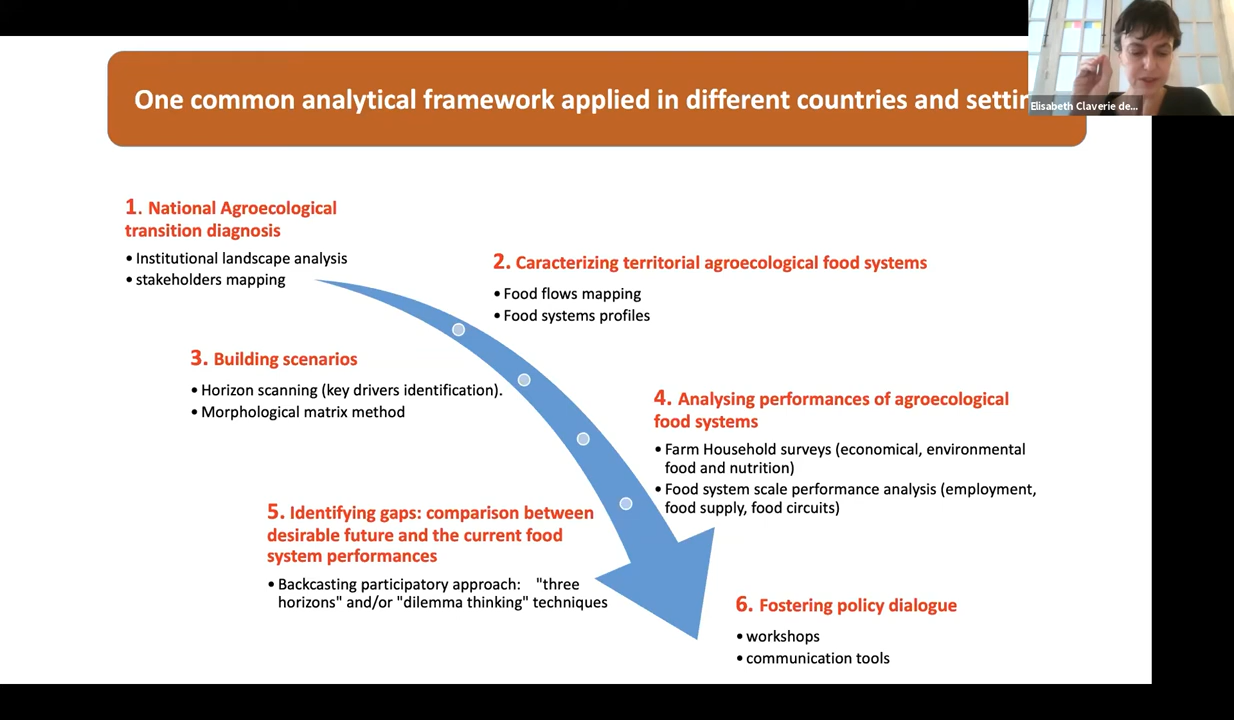 One common analytical framework applied in different countries and settin
Elisabeth Claverie de...
1. National Agroecological
transition diagnosis
• Institutional landscape analysis
• stakeholders mapping
2. Caracterizing territorial agroecological food systems
• Food flows mapping
• Food systems profiles
3. Building scenarios
• Horizon scanning (key drivers identification).
• Morphological matrix method
4. Analysing performances of agroecological
food systems
• Farm Household surveys (economical, environmental
food and nutrition)
• Food system scale performance analysis (employment,
food supply, food circuits)
5. Identifying gaps: comparison between
desirable future and the current food
system performances
• Backcasting participatory approach: "three
horizons" and/or "dilemma thinking" techniques
6. Fostering policy dialogue
• workshops
• communication tools